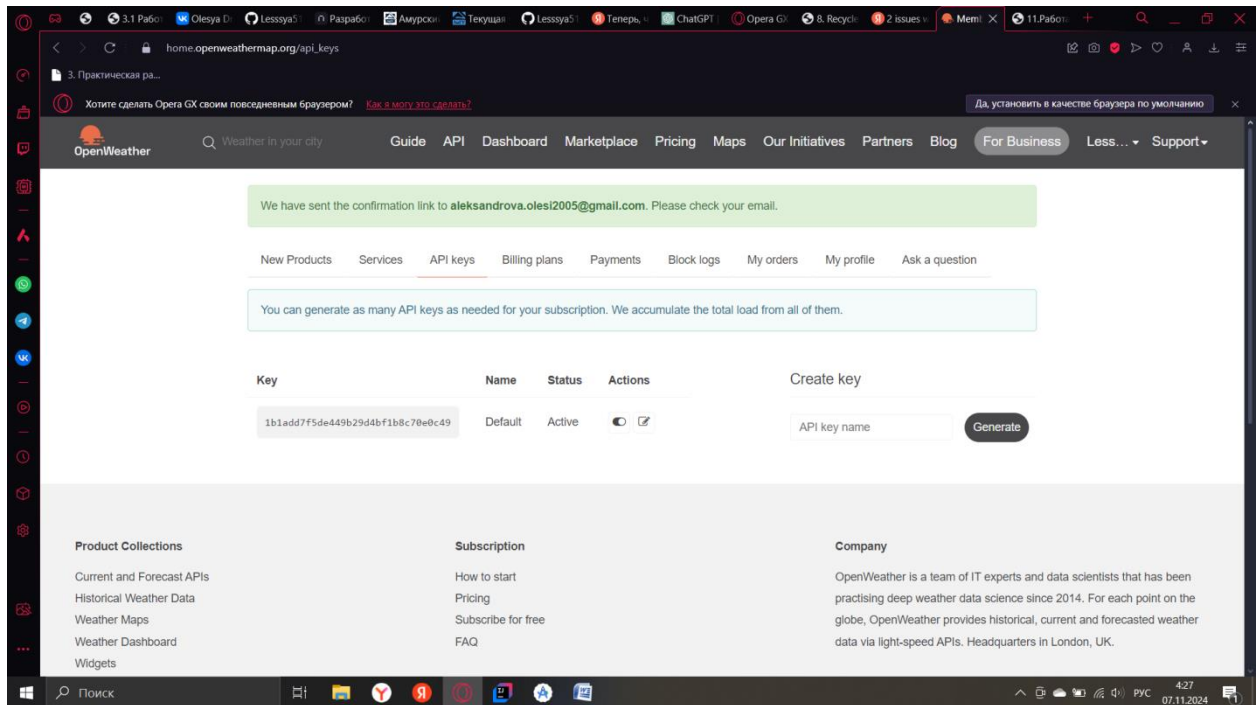 3.1 Рабо
Olesya D
Lesssya5
Разрабо
Амурски
Текущая
Lesssya5
Теперь, ч
ChatGPT
Opera GX
8. Recycle
2 issues w
Meml
11.Работ
home.openweathermap.org/api_keys
3. Практическая ра...
Хотите сделать Opera GX своим повседневным браузером? Как я могу это сделать? Да, установить в качестве браузера по умолчанию
OpenWeather Weather in your city Guide API Dashboard Marketplace Pricing Maps Our Initiatives Partners Blog For Business Less... Support
We have sent the confirmation link to aleksandrova.olesi2005@gmail.com. Please check your email.
New Products Services API keys Billing plans Payments Block logs My orders My profile Ask a question
You can generate as many API keys as needed for your subscription. We accumulate the total load from all of them.
Key Name Status Actions Create key
1b1add7f5de449b29d4bf1b8c70e0c49 Default Active API key name Generate
Product Collections
Current and Forecast APIs
Historical Weather Data
Weather Maps
Weather Dashboard
Widgets
Subscription
How to start
Pricing
Subscribe for free
FAQ
Company
OpenWeather is a team of IT experts and data scientists that has been
practising deep weather data science since 2014. For each point on the
globe, OpenWeather provides historical, current and forecasted weather
data via light-speed APIs. Headquarters in London, UK.
Поиск
РУС
4:27
07.11.2024